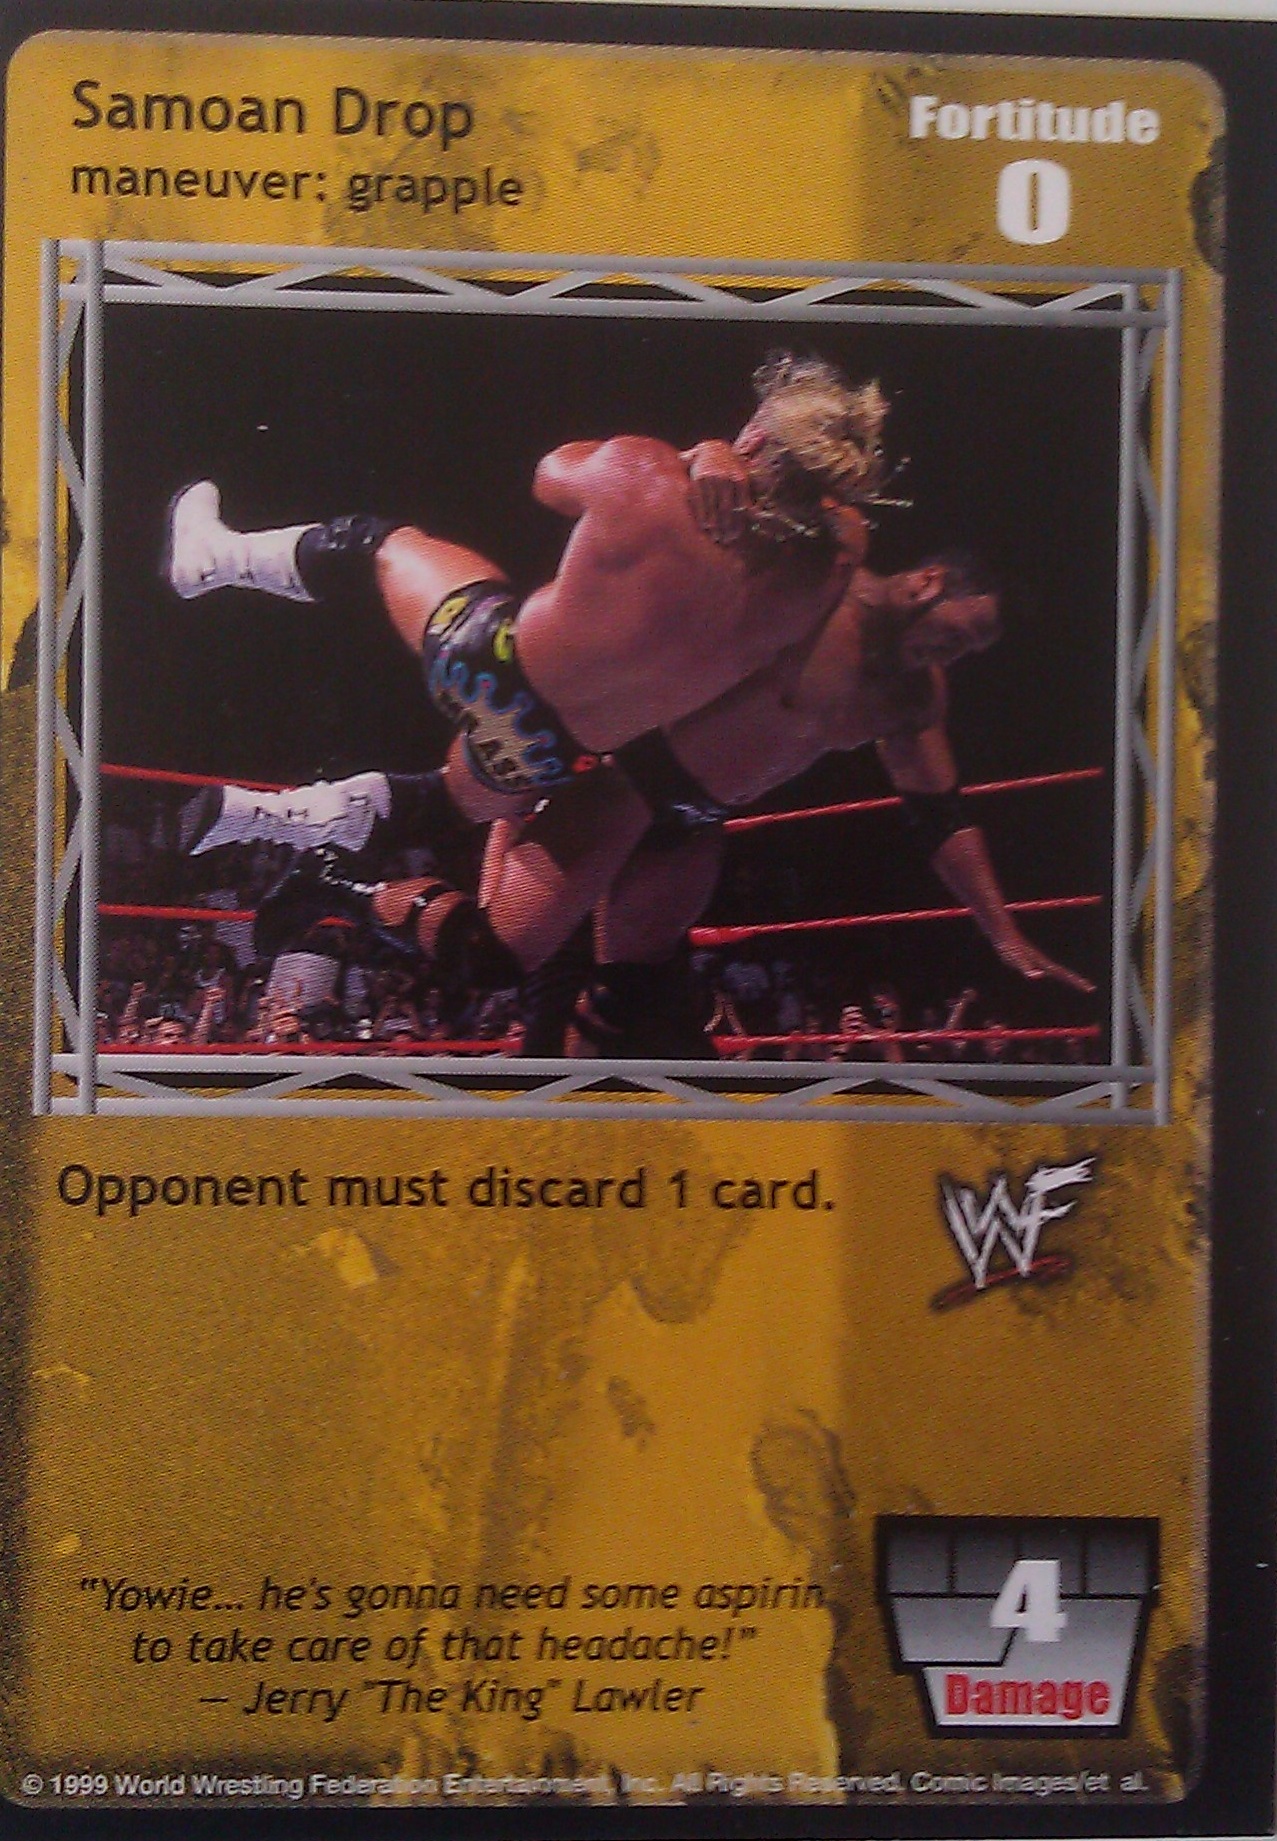 Samoan Drop
Fortitude
maneuver: grapple
0
ASS
Opponent must discard 1 card.
WF
"Yowie... he's gonna need some aspirin
to take care of that headache!"
— Jerry "The King" Lawler
4
Damage
© 1999 World Wrestling Federation Entertainment, Inc. All Rights Reserved. Comic Images/et al.